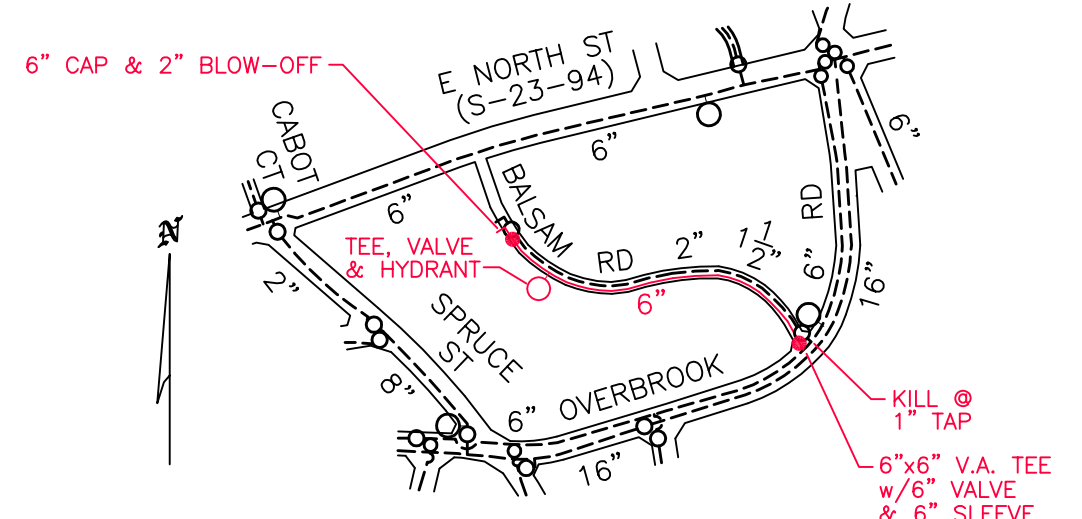 6” CAP & 2” BLOW-OFF
E NORTH ST
(S-23-94)
CABOT
CT
6”
6”
6”
BALSAM
RD
2”
1 1/2”
6”
RD
6”
16”
N
TEE, VALVE
& HYDRANT
2”
SPRUCE
ST
8”
6”
OVERBROOK
16”
KILL @
1” TAP
6”x6” V.A. TEE
w/6” VALVE
& 6” SLEEVE